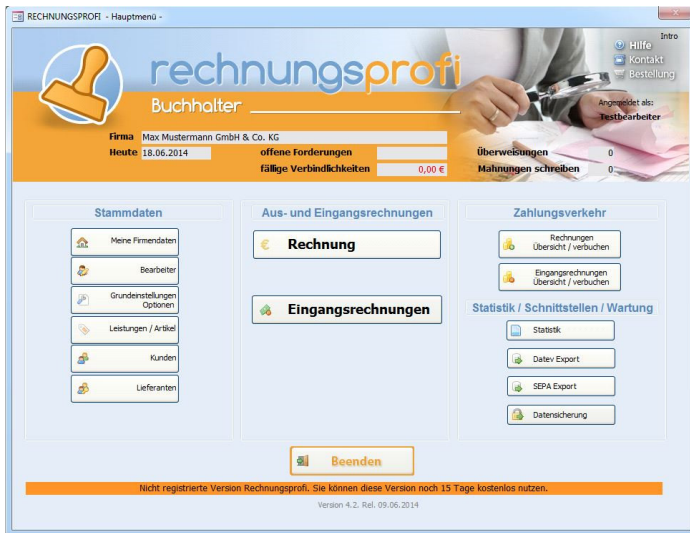 RECHNUNGSPROFI - Hauptmenü -
Intro
Hilfe
Kontakt
Bestellung
rechnungsprofi
Buchhalter
Angemeldet als:
Testbearbeiter
Firma Max Mustermann GmbH & Co. KG
Heute 18.06.2014 offene Forderungen Überweisungen 0
fällige Verbindlichkeiten 0,00 € Mahnungen schreiben 0
Stammdaten
Meine Firmendaten
Bearbeiter
Grundeinstellungen
Optionen
Leistungen / Artikel
Kunden
Lieferanten
Aus- und Eingangsrechnungen
Rechnung
Eingangsrechnungen
Zahlungsverkehr
Rechnungen
Übersicht / verbuchen
Eingangsrechnungen
Übersicht / verbuchen
Statistik / Schnittstellen / Wartung
Statistik
Datev Export
SEPA Export
Datensicherung
Beenden
Nicht registrierte Version Rechnungsprofi. Sie können diese Version noch 15 Tage kostenlos nutzen.
Version 4.2. Rel. 09.06.2014